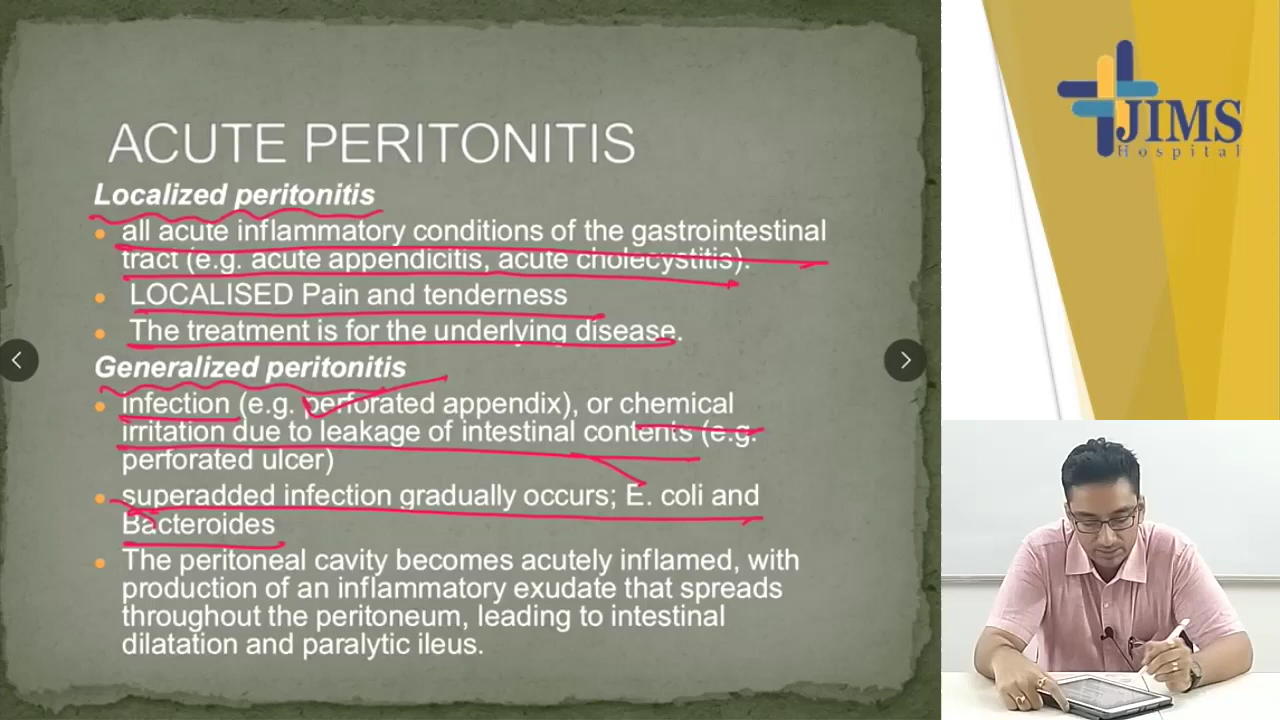 ACUTE PERITONITIS
Localized peritonitis
• all acute inflammatory conditions of the gastrointestinal
tract (e.g. acute appendicitis, acute cholecystitis).
• LOCALISED Pain and tenderness
• The treatment is for the underlying disease.
Generalized peritonitis
• infection (e.g. perforated appendix), or chemical
irritation due to leakage of intestinal contents (e.g.
perforated ulcer)
• superadded infection gradually occurs; E. coli and
Bacteroides
• The peritoneal cavity becomes acutely inflamed, with
production of an inflammatory exudate that spreads
throughout the peritoneum, leading to intestinal
dilatation and paralytic ileus.
JIMS
Hospital